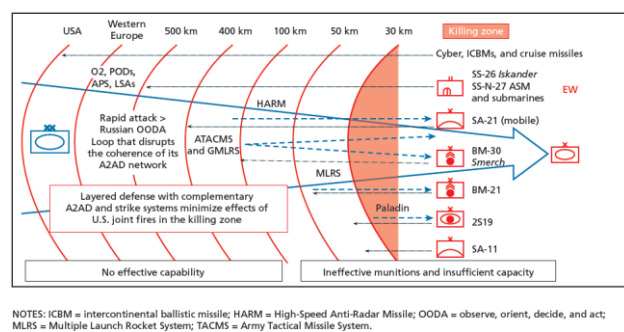 USA
Western
Europe
500 km
400 km
100 km
50 km
30 km
Killing zone
Cyber, ICBMs, and cruise missiles
O2, PODs,
APS, LSAs
SS-26 Iskander
SS-N-27 ASM
and submarines
EW
HARM
Rapid attack >
Russian OODA
Loop that disrupts
the coherence of its
A2AD network
SA-21 (mobile)
ATACMS
and GMLRS
BM-30
Smerch
MLRS
BM-21
Layered defense with complementary
A2AD and strike systems minimize effects of
U.S. joint fires in the killing zone
Paladin
2S19
SA-11
No effective capability
Ineffective munitions and insufficient capacity
NOTES: ICBM = intercontinental ballistic missile; HARM = High-Speed Anti-Radar Missile; OODA = observe, orient, decide, and act;
MLRS = Multiple Launch Rocket System; TACMS = Army Tactical Missile System.